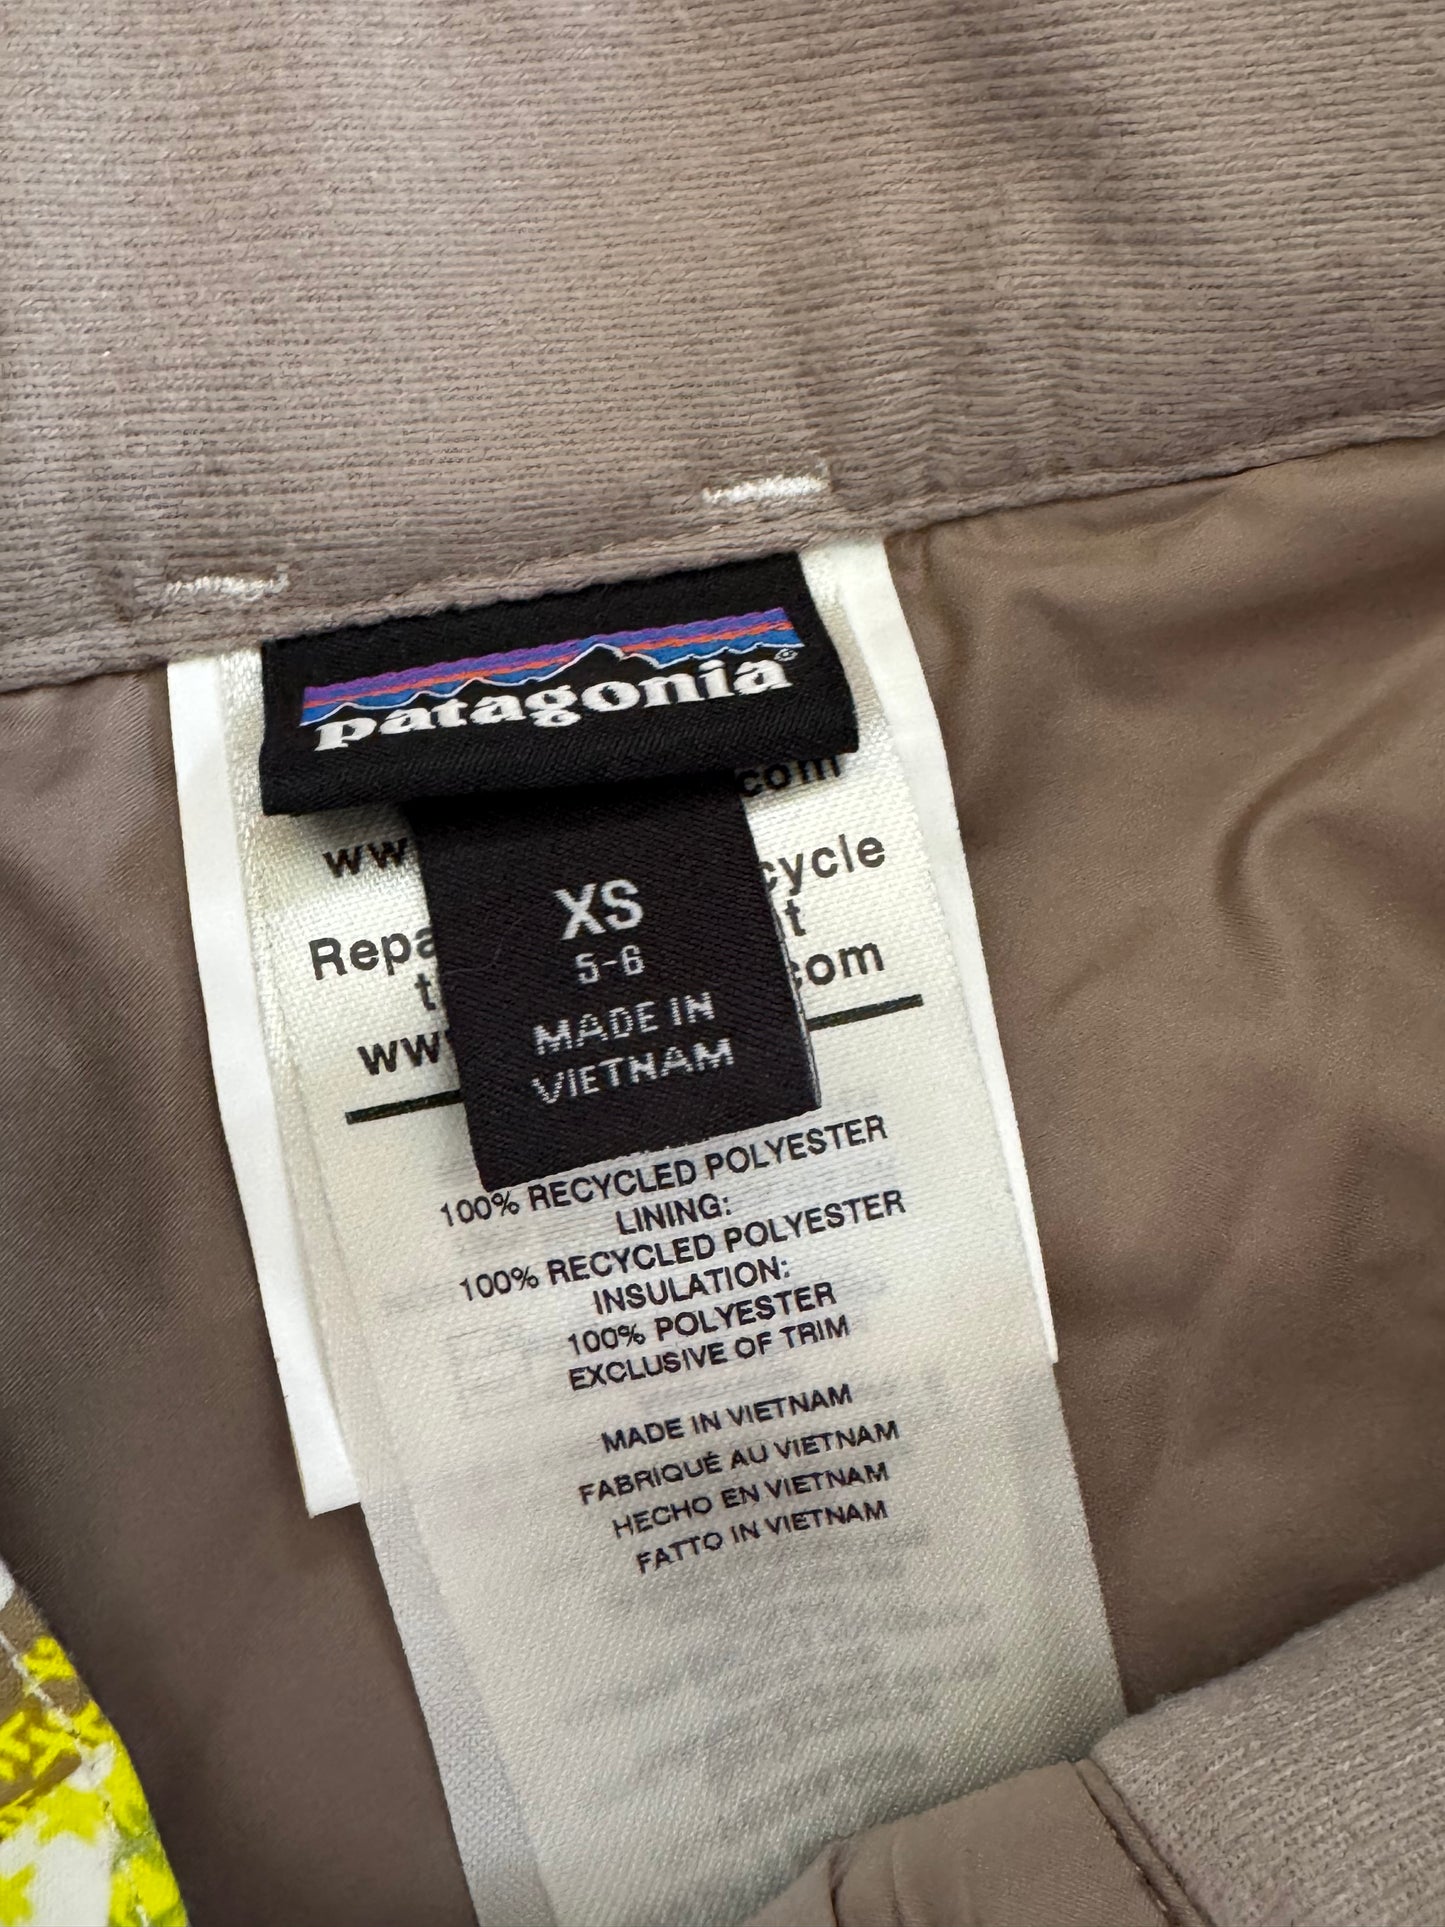 patagonia
XS
5-6
MADE IN
VIETNAM
com
100% RECYCLED POLYESTER
LINING:
100% RECYCLED POLYESTER
INSULATION:
100% POLYESTER
EXCLUSIVE OF TRIM
MADE IN VIETNAM
FABRIQUÉ AU VIETNAM
HECHO EN VIETNAM
FATTO IN VIETNAM